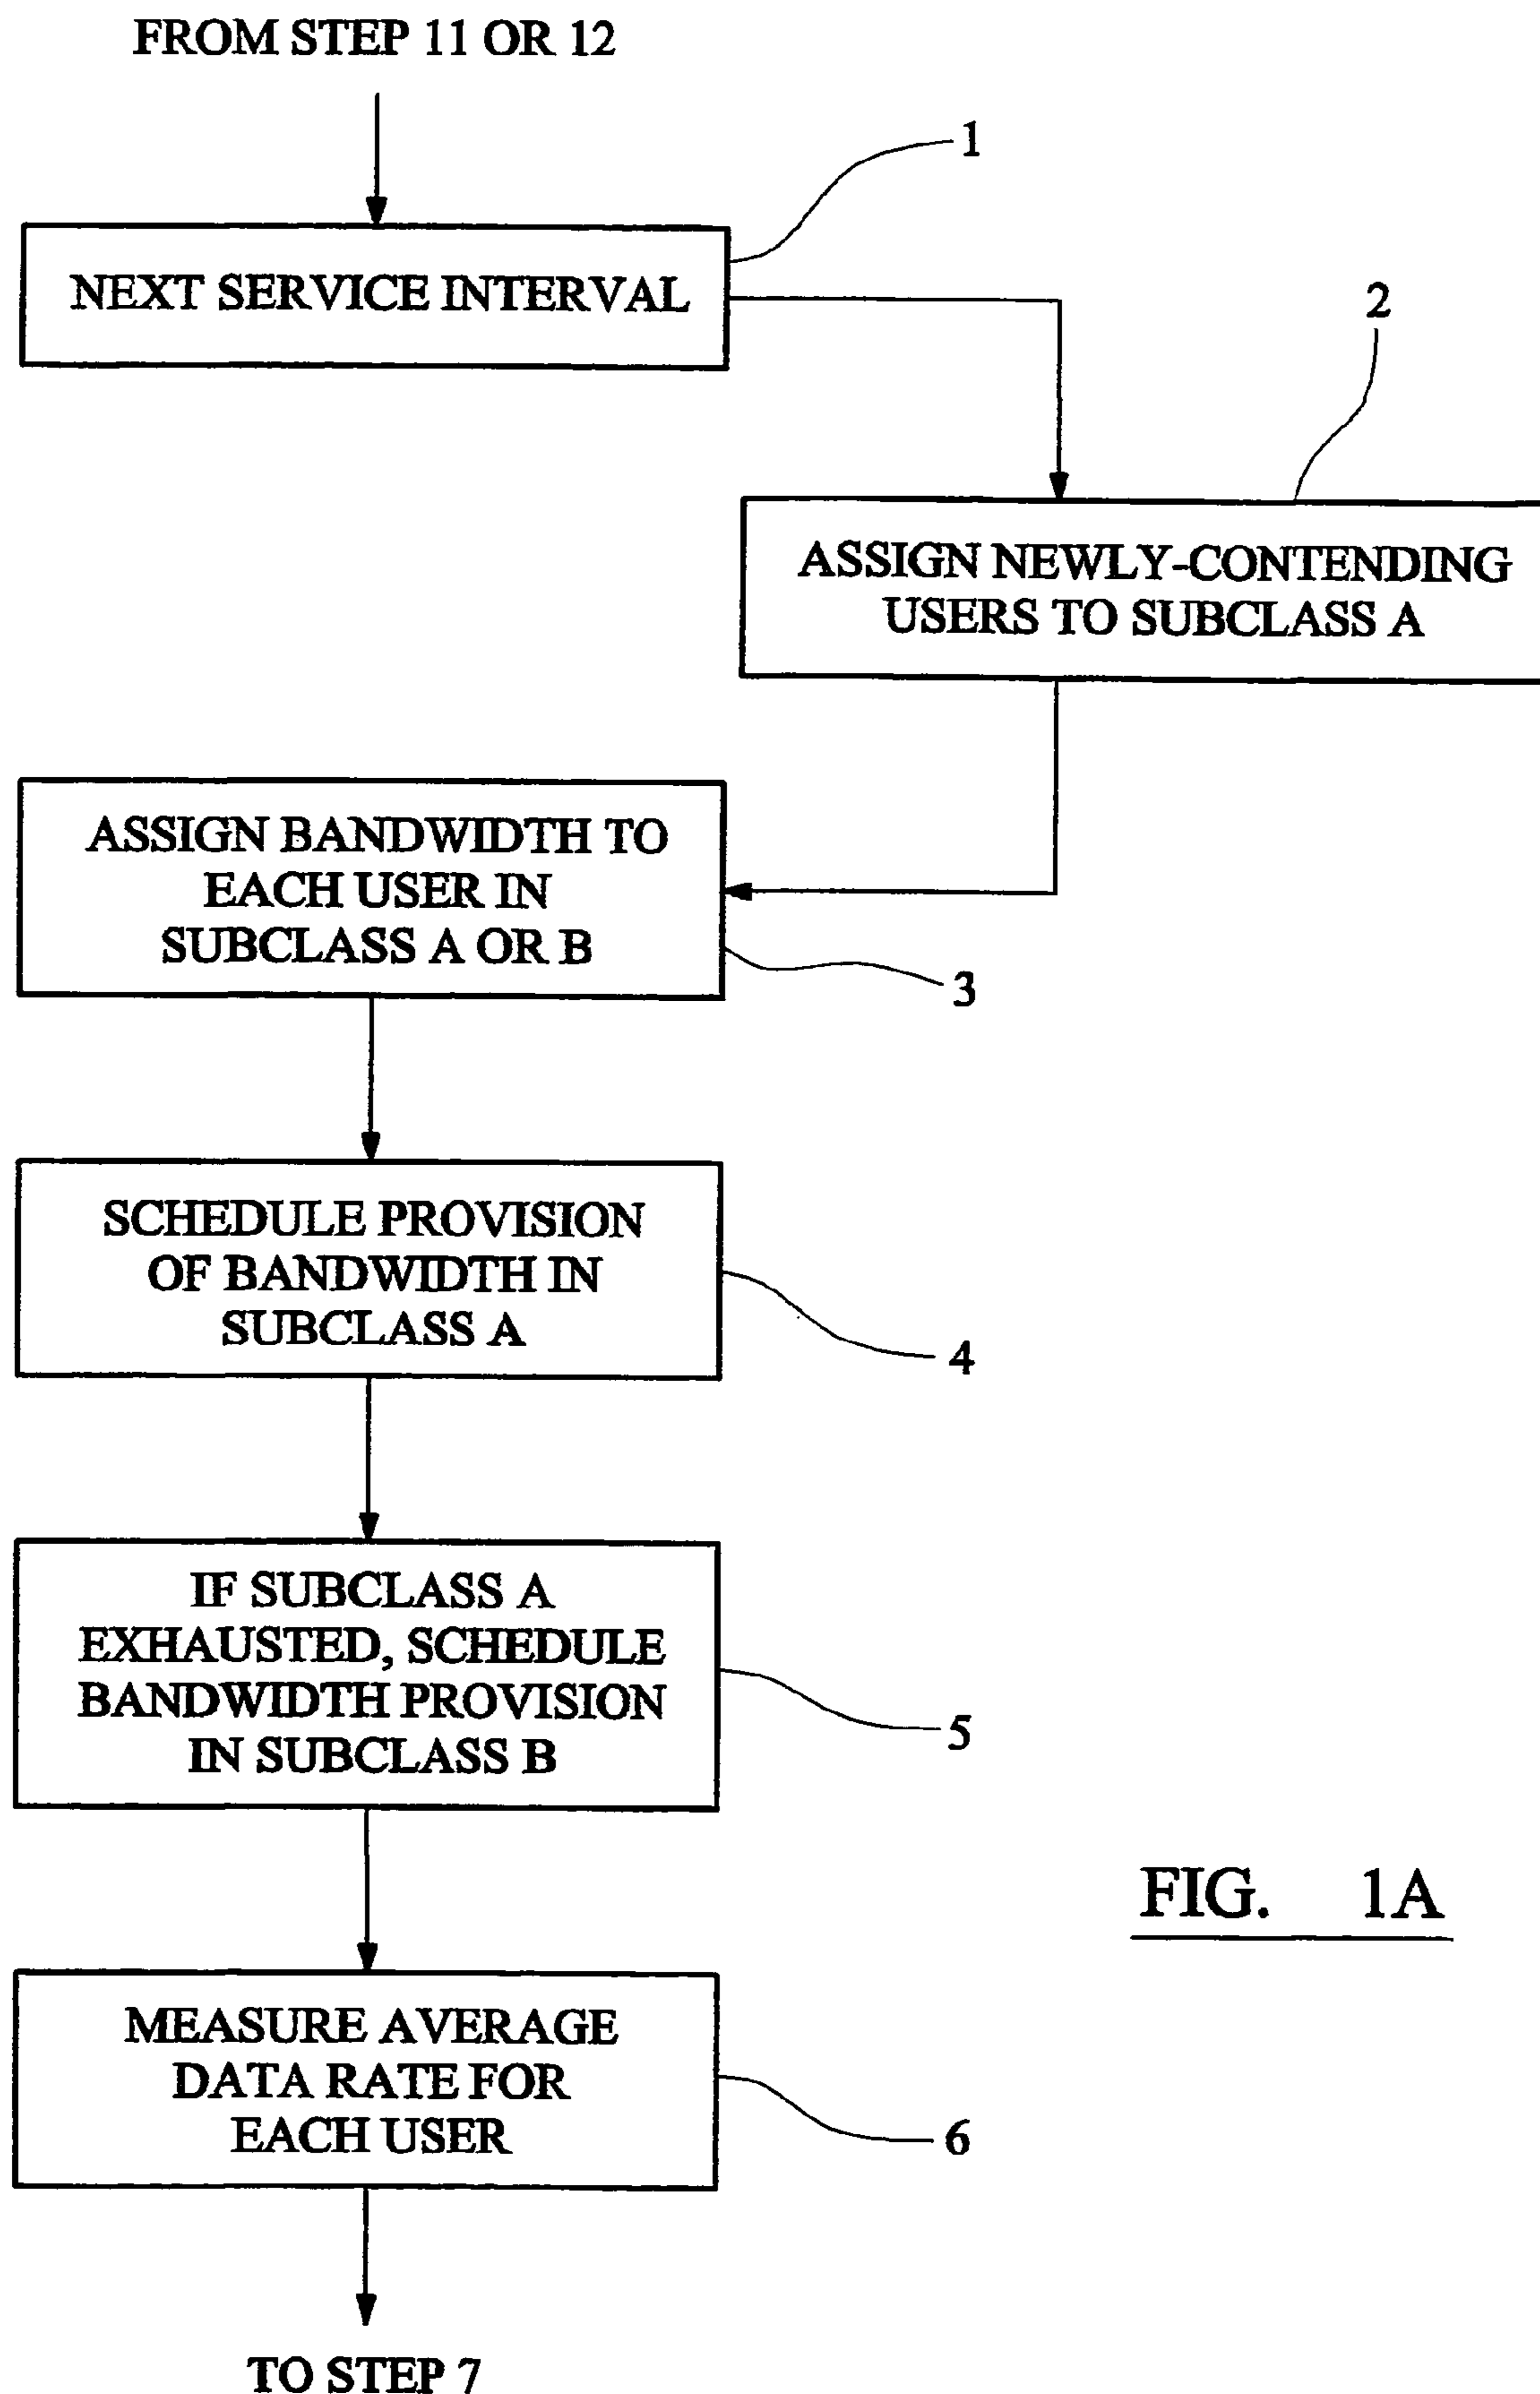 FROM STEP 11 OR 12
1
NEXT SERVICE INTERVAL
2
ASSIGN NEWLY-CONTENDING
USERS TO SUBCLASS A
ASSIGN BANDWIDTH TO
EACH USER IN
SUBCLASS A OR B
3
SCHEDULE PROVISION
OF BANDWIDTH IN
SUBCLASS A
4
IF SUBCLASS A
EXHAUSTED, SCHEDULE
BANDWIDTH PROVISION
IN SUBCLASS B
5
FIG. 1A
MEASURE AVERAGE
DATA RATE FOR
EACH USER
6
TO STEP 7